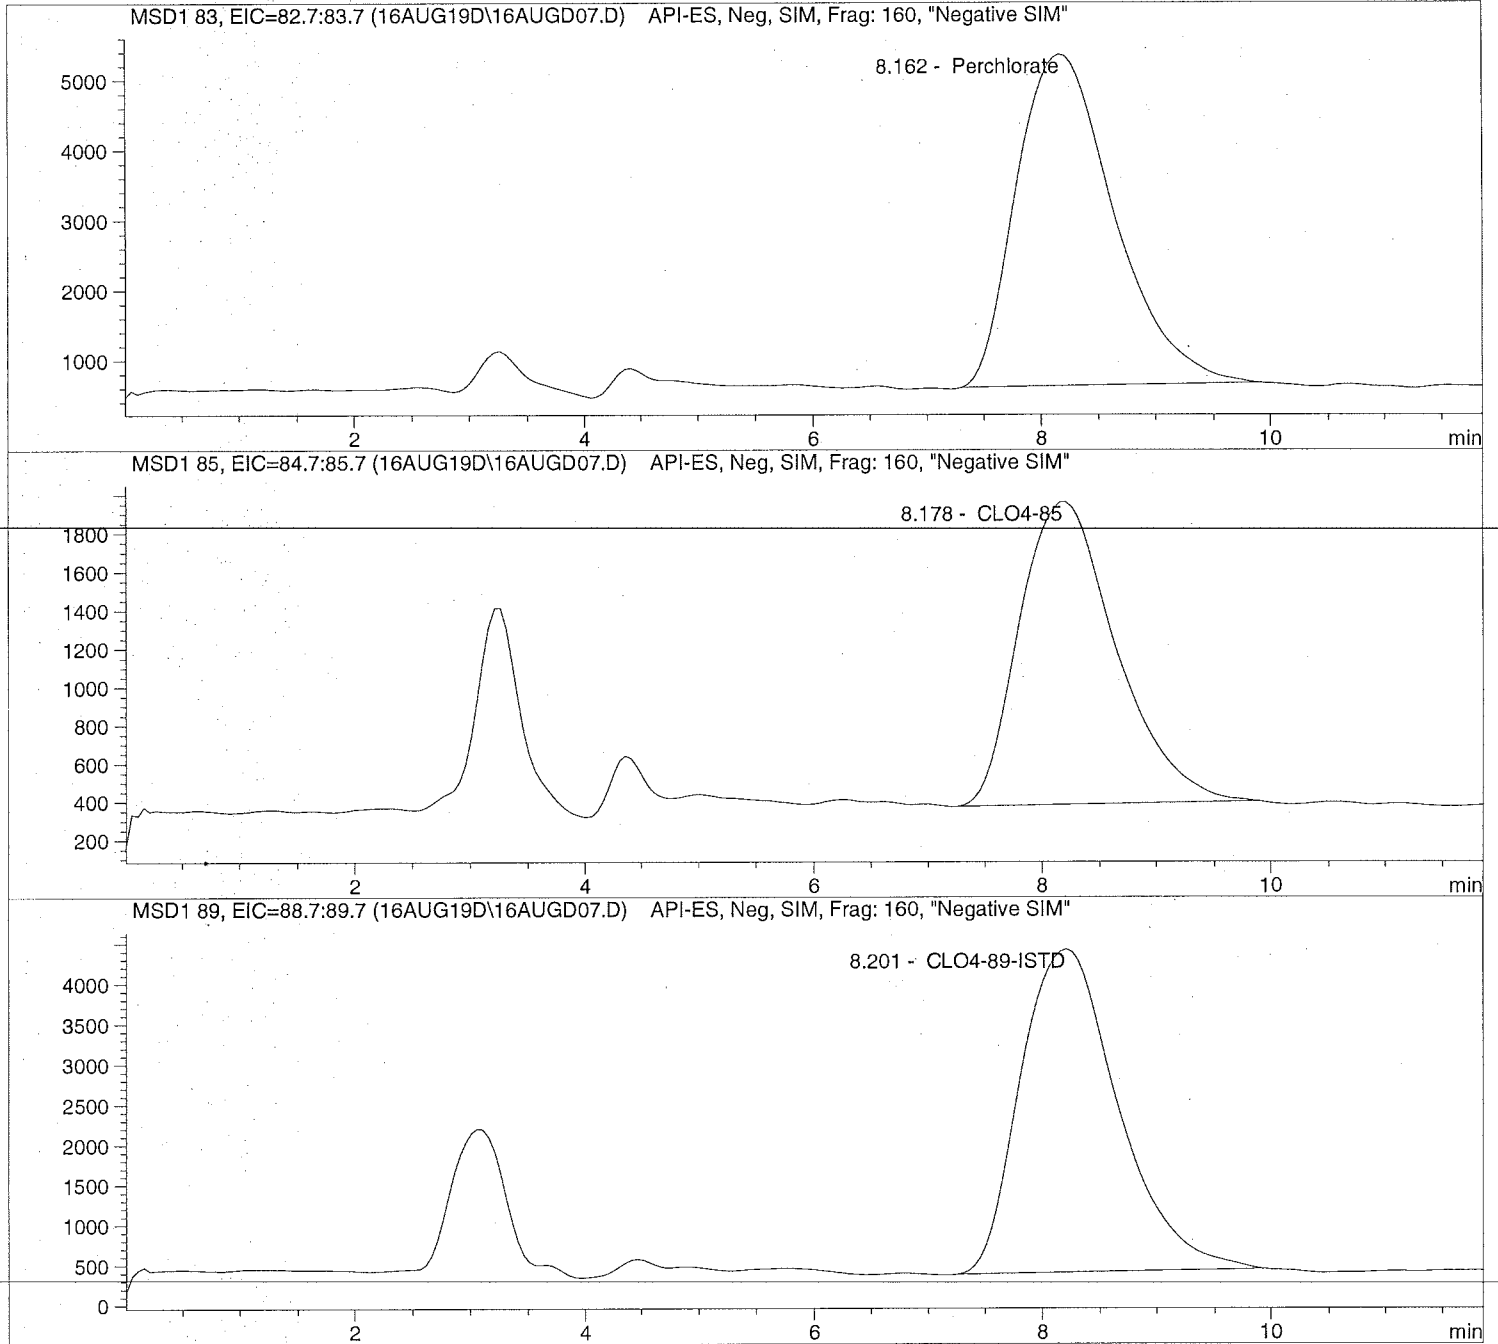 MSD1 83, EIC=82.7:83.7 (16AUG19D\16AUGD07.D) API-ES, Neg, SIM, Frag: 160, "Negative SIM"
8.162 - Perchlorate
5000
4000
3000
2000
1000
2 4 6 8 10 min
MSD1 85, EIC=84.7:85.7 (16AUG19D\16AUGD07.D) API-ES, Neg, SIM, Frag: 160, "Negative SIM"
8.178 - CLO4-85
1800
1600
1400
1200
1000
800
600
400
200
2 4 6 8 10 min
MSD1 89, EIC=88.7:89.7 (16AUG19D\16AUGD07.D) API-ES, Neg, SIM, Frag: 160, "Negative SIM"
8.201 - CLO4-89-ISTD
4000
3500
3000
2500
2000
1500
1000
500
0
2 4 6 8 10 min